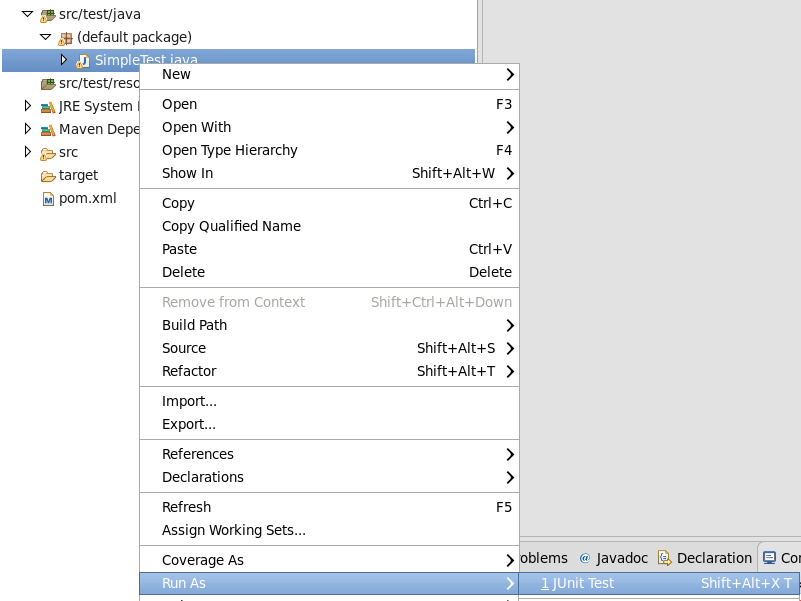 src/test/java
(default package)
SimpleTest.java
src/test/reso
JRE System
Maven Depe
src
target
pom.xml
New
Open F3
Open With
Open Type Hierarchy F4
Show In Shift+Alt+W
Copy Ctrl+C
Copy Qualified Name
Paste Ctrl+V
Delete Delete
Remove from Context Shift+Ctrl+Alt+Down
Build Path
Source Shift+Alt+S
Refactor Shift+Alt+T
Import...
Export...
References
Declarations
Refresh F5
Assign Working Sets...
Coverage As
Run As
oblems @ Javadoc Declaration Con
1 JUnit Test Shift+Alt+X T